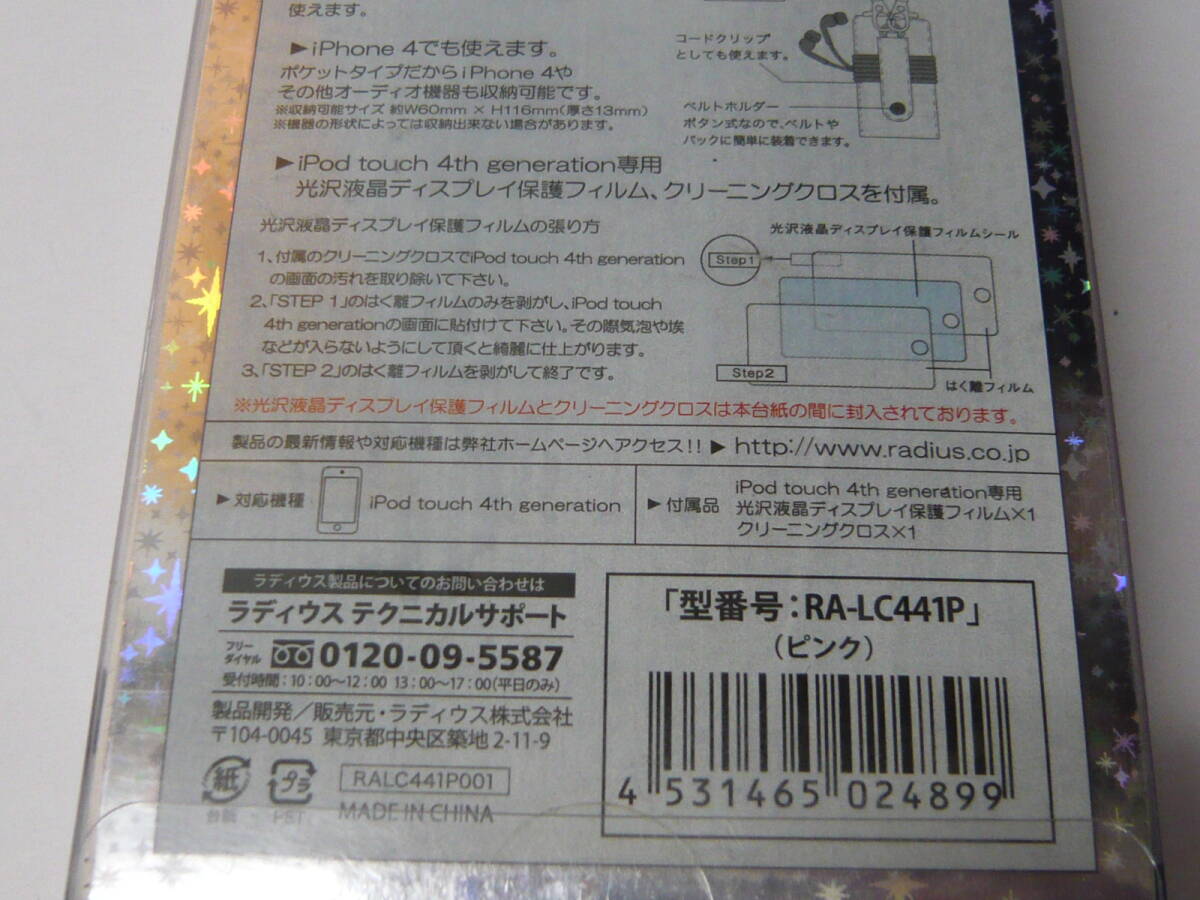 使えます。
▶iPhone 4でも使えます。
ポケットタイプだからiPhone 4や
その他オーディオ機器も収納可能です。
※収納可能サイズ 約W60mm × H116mm(厚さ13mm)
※機器の形状によっては収納出来ない場合があります。
コードクリップ
としても使えます。
ベルトホルダー
ボタン式なので、ベルトや
バックに簡単に装着できます。
▶iPod touch 4th generation専用
光沢液晶ディスプレイ保護フィルム、クリーニングクロスを付属。
光沢液晶ディスプレイ保護フィルムの張り方
1、付属のクリーニングクロスでiPod touch 4th generation
の画面の汚れを取り除いて下さい。
2、「STEP 1」のはく離フィルムのみを剥がし、iPod touch
4th generationの画面に貼付けて下さい。その際気泡や埃
などが入らないようにして頂くと綺麗に仕上がります。
3、「STEP 2」のはく離フィルムを剥がして終了です。
光沢液晶ディスプレイ保護フィルムシール
Step1
Step2
はく離フィルム
※光沢液晶ディスプレイ保護フィルムとクリーニングクロスは本台紙の間に封入されております。
製品の最新情報や対応機種は弊社ホームページへアクセス!! ▶ http://www.radius.co.jp
▶対応機種
iPod touch 4th generation
▶付属品
iPod touch 4th generation専用
光沢液晶ディスプレイ保護フィルム×1
クリーニングクロス×1
ラディウス製品についてのお問い合わせは
ラディウス テクニカルサポート
フリー
ダイヤル
0120-09-5587
受付時間：10：00〜12：00 13：00〜17：00(平日のみ)
製品開発／販売元・ラディウス株式会社
〒104-0045 東京都中央区築地2-11-9
紙
プラ
台紙
PET
RALC441P001
MADE IN CHINA
「型番号：RA-LC441P」
(ピンク)
4 531465 024899